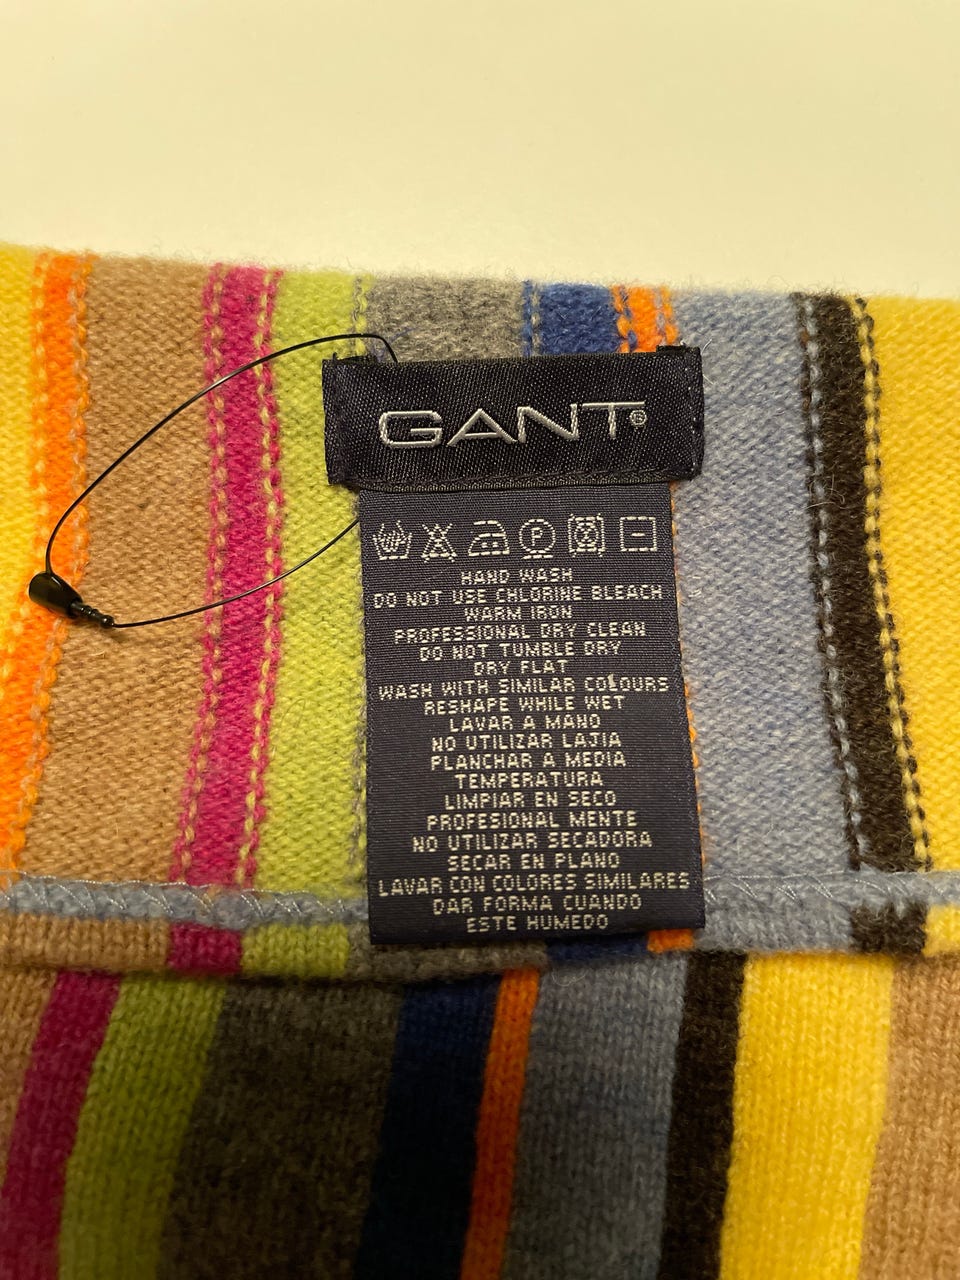 GANT®
P
HAND WASH
DO NOT USE CHLORINE BLEACH
WARM IRON
PROFESSIONAL DRY CLEAN
DO NOT TUMBLE DRY
DRY FLAT
WASH WITH SIMILAR COLOURS
RESHAPE WHILE WET
LAVAR A MANO
NO UTILIZAR LAJIA
PLANCHAR A MEDIA
TEMPERATURA
LIMPIAR EN SECO
PROFESIONAL MENTE
NO UTILIZAR SECADORA
SECAR EN PLANO
LAVAR CON COLORES SIMILARES
DAR FORMA CUANDO
ESTE HUMEDO